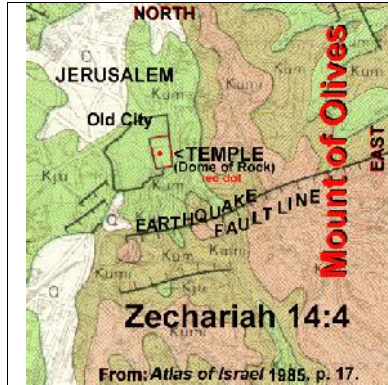 NORTH
JERUSALEM
Old City
<TEMPLE
(Dome of Rock)
red dot
EARTHQUAKE
FAULT LINE
Mount of Olives
EAST
Zechariah 14:4
From: Atlas of Israel 1985, p. 17.